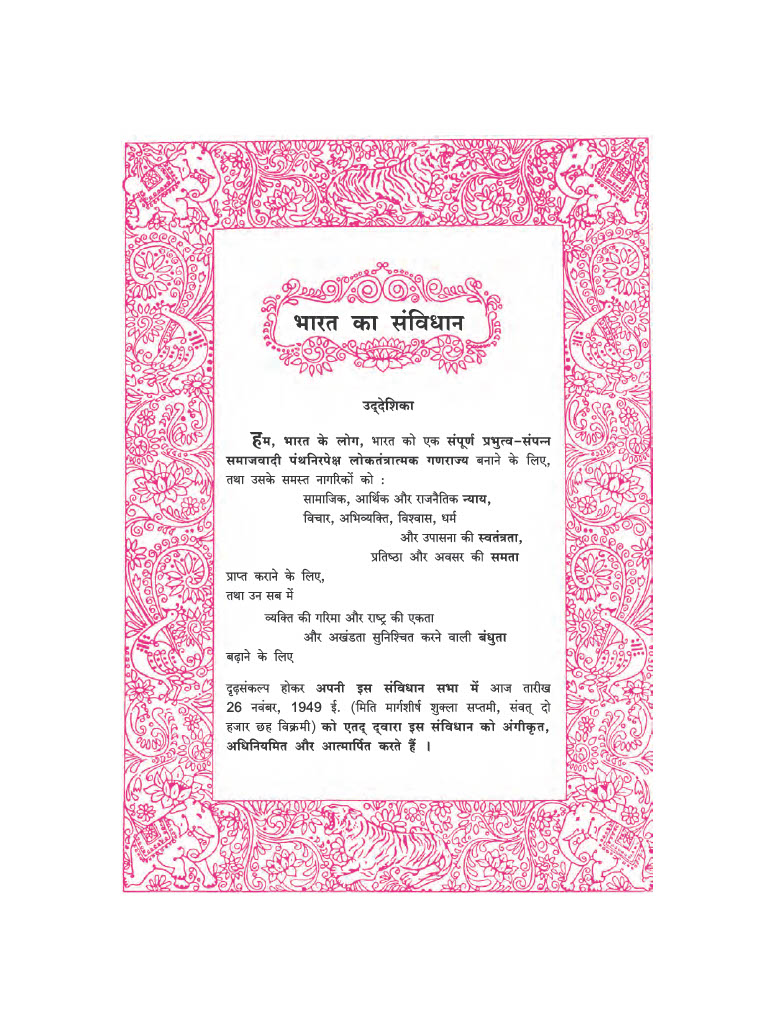 भारत का संविधान
उद्देशिका
हम, भारत के लोग, भारत को एक संपूर्ण प्रभुत्व-संपन्न
समाजवादी पंथनिरपेक्ष लोकतंत्रात्मक गणराज्य बनाने के लिए,
तथा उसके समस्त नागरिकों को :
सामाजिक, आर्थिक और राजनैतिक न्याय,
विचार, अभिव्यक्ति, विश्वास, धर्म
और उपासना की स्वतंत्रता,
प्रतिष्ठा और अवसर की समता
प्राप्त कराने के लिए,
तथा उन सब में
व्यक्ति की गरिमा और राष्ट्र की एकता
और अखंडता सुनिश्चित करने वाली बंधुता
बढ़ाने के लिए
दृढ़संकल्प होकर अपनी इस संविधान सभा में आज तारीख
26 नवंबर, 1949 ई. (मिति मार्गशीर्ष शुक्ला सप्तमी, संवत् दो
हजार छह विक्रमी) को एतद् द्वारा इस संविधान को अंगीकृत,
अधिनियमित और आत्मार्पित करते हैं ।